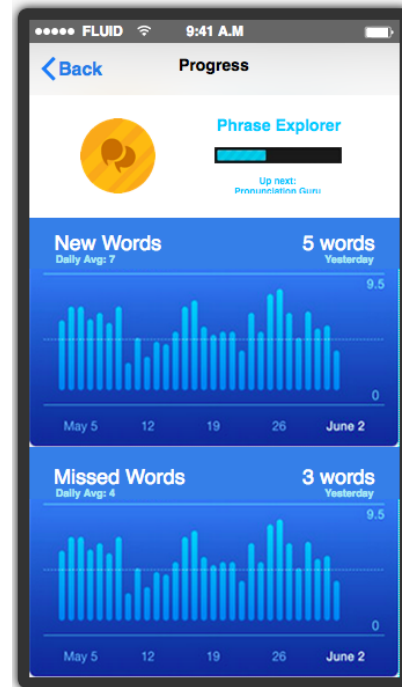 FLUID 9:41 A.M
Back Progress
Phrase Explorer
Up next:
Pronunciation Guru
New Words 5 words
Daily Avg: 7 Yesterday
9.5
0
May 5 12 19 26 June 2
Missed Words 3 words
Daily Avg: 4 Yesterday
9.5
0
May 5 12 19 26 June 2